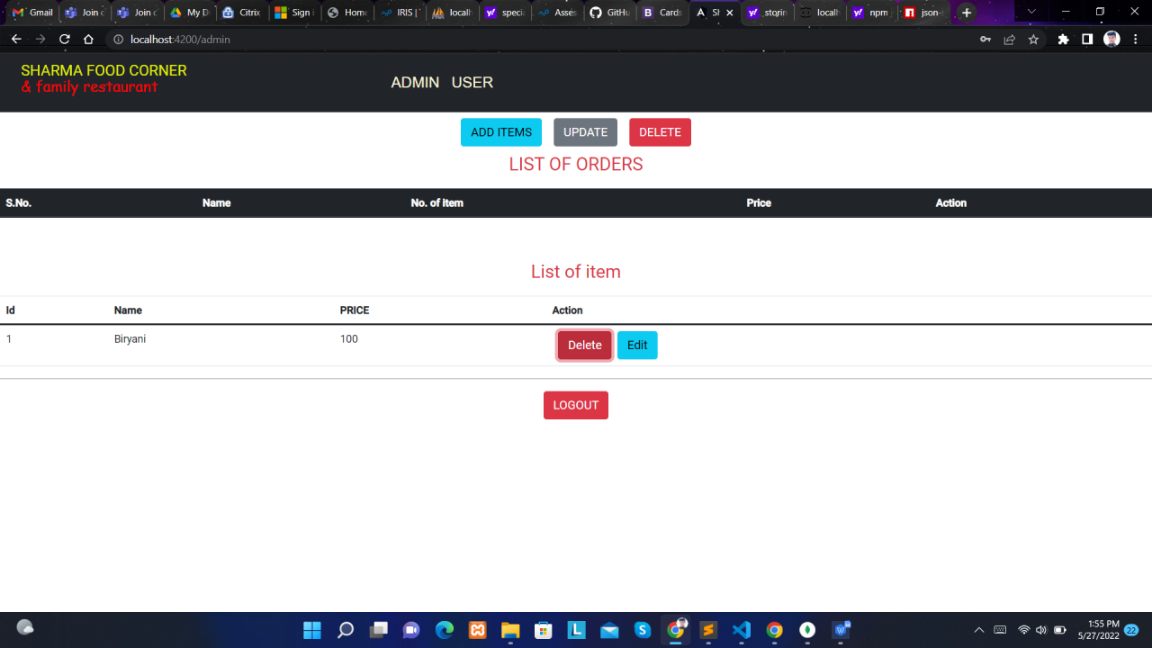 Gmail Join Join My D Citrix Sign i Home IRIS | locall speci Asses GitHu Cards S storin locall npm json-
localhost:4200/admin
SHARMA FOOD CORNER
& family restaurant
ADMIN USER
ADD ITEMS UPDATE DELETE
LIST OF ORDERS
S.No. Name No. of item Price Action
List of item
Id Name PRICE Action
1 Biryani 100 Delete Edit
LOGOUT
1:55 PM
5/27/2022
22